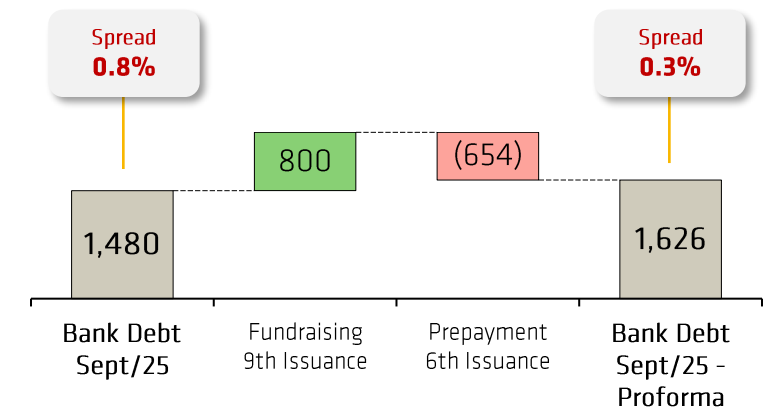 Spread
0.8%
Spread
0.3%
800
(654)
1,480
1,626
Bank Debt
Sept/25
Fundraising
9th Issuance
Prepayment
6th Issuance
Bank Debt
Sept/25 -
Proforma